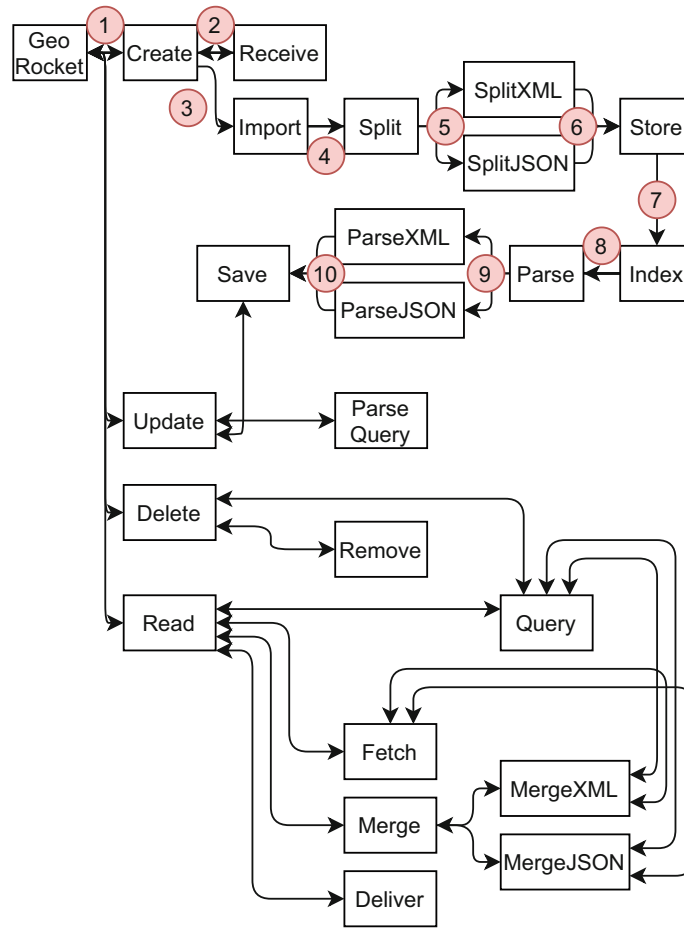 1
2
Geo
Rocket
Create
Receive
3
Import
4
Split
5
SplitXML
SplitJSON
6
Store
7
Save
10
ParseXML
ParseJSON
9
Parse
8
Index
Update
Parse
Query
Delete
Remove
Read
Query
Fetch
MergeXML
Merge
MergeJSON
Deliver